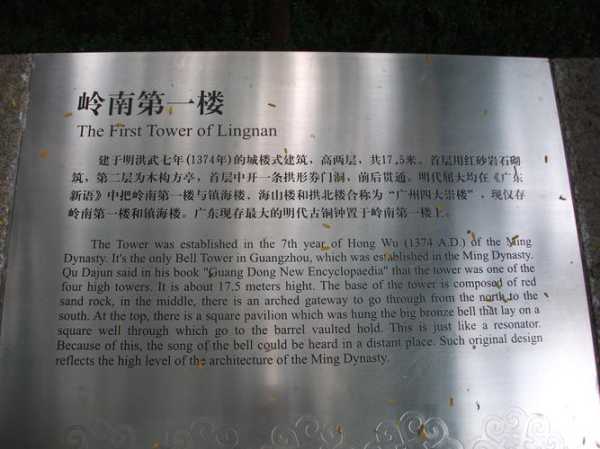 岭南第一楼
The First Tower of Lingnan
建于明洪武七年(1374年)的城楼式建筑，高两层，共17.5米。首层用红砂岩石砌
筑，第二层为木构方亭，首层中开一条拱形券门洞，前后贯通。明代屈大均在《广东
新语》中把岭南第一楼与镇海楼、海山楼和拱北楼合称为“广州四大崇楼”，现仅存
岭南第一楼和镇海楼。广东现存最大的明代古铜钟置于岭南第一楼上。
The Tower was established in the 7th year of Hong Wu (1374 A.D.) of the Ming
Dynasty. It's the only Bell Tower in Guangzhou, which was established in the Ming Dynasty.
Qu Dajun said in his book "Guang Dong New Encyclopaedia" that the tower was one of the
four high towers. It is about 17.5 meters hight. The base of the tower is composed of red
sand rock, in the middle, there is an arched gateway to go through from the north to the
south. At the top, there is a square pavilion which was hung the big bronze bell that lay on a
square well through which go to the barrel vaulted hold. This is just like a resonator.
Because of this, the song of the bell could be heard in a distant place. Such original design
reflects the high level of the architecture of the Ming Dynasty.